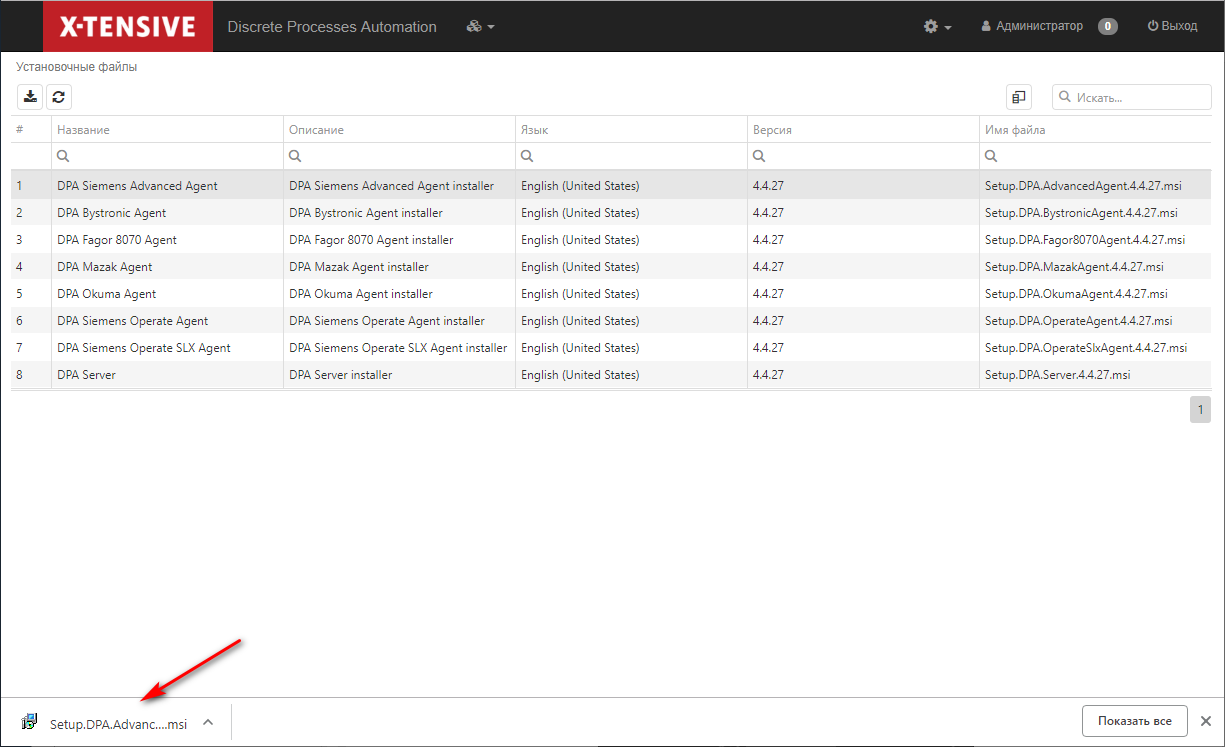 X-TENSIVE Discrete Processes Automation Администратор 0 Выход
Установочные файлы
Искать...
# Название Описание Язык Версия Имя файла
1 DPA Siemens Advanced Agent DPA Siemens Advanced Agent installer English (United States) 4.4.27 Setup.DPA.AdvancedAgent.4.4.27.msi
2 DPA Bystronic Agent DPA Bystronic Agent installer English (United States) 4.4.27 Setup.DPA.BystronicAgent.4.4.27.msi
3 DPA Fagor 8070 Agent DPA Fagor 8070 Agent installer English (United States) 4.4.27 Setup.DPA.Fagor8070Agent.4.4.27.msi
4 DPA Mazak Agent DPA Mazak Agent installer English (United States) 4.4.27 Setup.DPA.MazakAgent.4.4.27.msi
5 DPA Okuma Agent DPA Okuma Agent installer English (United States) 4.4.27 Setup.DPA.OkumaAgent.4.4.27.msi
6 DPA Siemens Operate Agent DPA Siemens Operate Agent installer English (United States) 4.4.27 Setup.DPA.OperateAgent.4.4.27.msi
7 DPA Siemens Operate SLX Agent DPA Siemens Operate SLX Agent installer English (United States) 4.4.27 Setup.DPA.OperateSlxAgent.4.4.27.msi
8 DPA Server DPA Server installer English (United States) 4.4.27 Setup.DPA.Server.4.4.27.msi
1
Setup.DPA.Advanc....msi Показать все